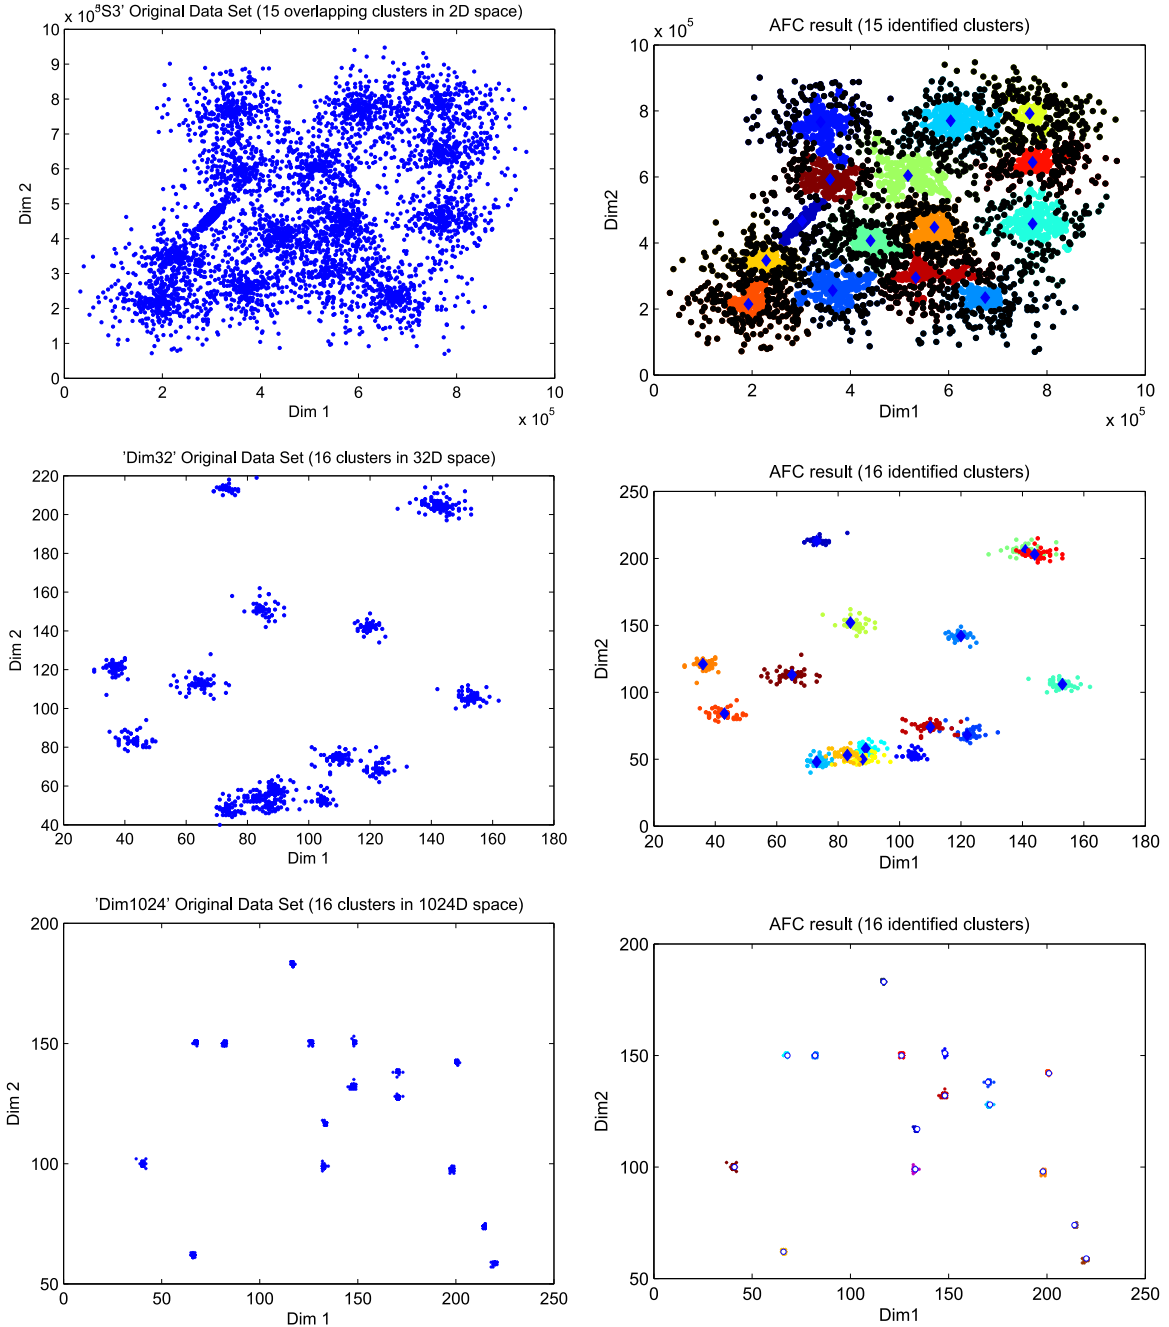 x 10⁵'S3' Original Data Set (15 overlapping clusters in 2D space)
10
9
8
7
6
5
4
3
2
1
0
Dim 2
0 2 4 6 8 10
Dim 1
x 10⁵
AFC result (15 identified clusters)
x 10⁵
10
8
6
4
2
0
Dim2
0 2 4 6 8 10
Dim1
x 10⁵
'Dim32' Original Data Set (16 clusters in 32D space)
220
200
180
160
140
120
100
80
60
40
Dim 2
20 40 60 80 100 120 140 160 180
Dim 1
AFC result (16 identified clusters)
250
200
150
100
50
0
Dim2
20 40 60 80 100 120 140 160 180
Dim1
'Dim1024' Original Data Set (16 clusters in 1024D space)
200
150
100
50
Dim 2
0 50 100 150 200 250
Dim 1
AFC result (16 identified clusters)
200
150
100
50
Dim2
0 50 100 150 200 250
Dim1